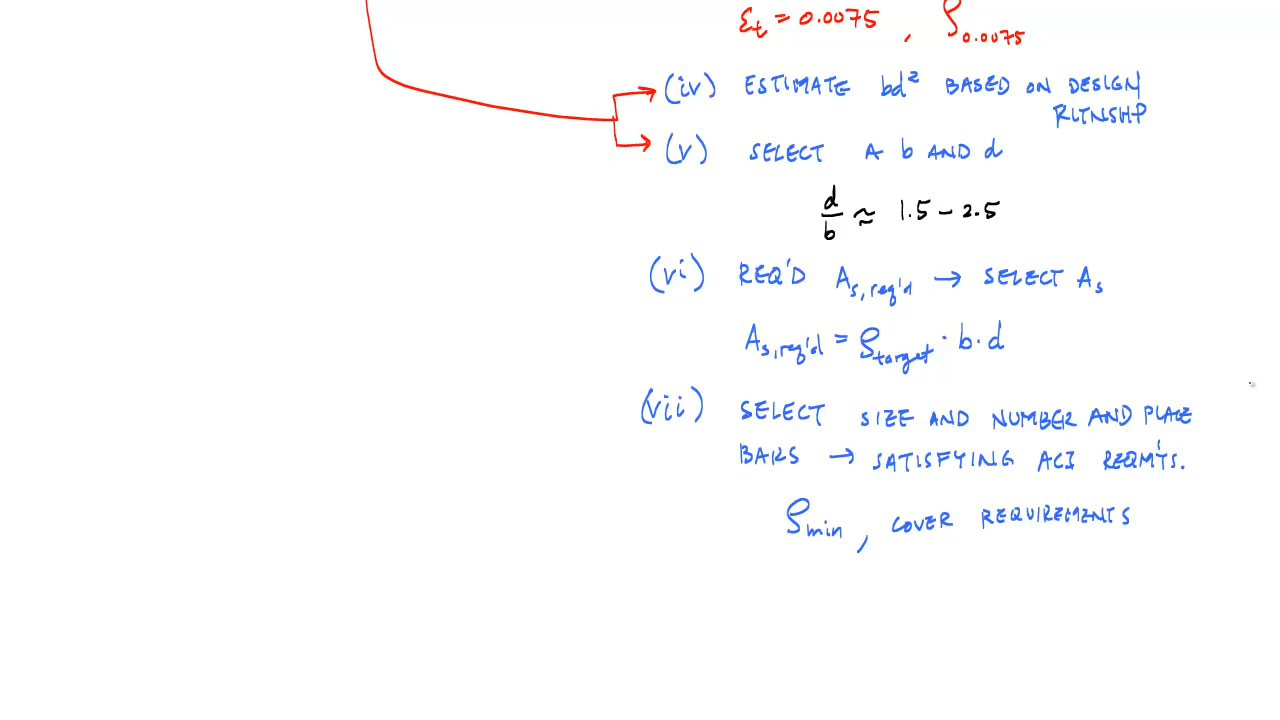 εt = 0.0075 , ρ0.0075
(iv) ESTIMATE bd² BASED ON DESIGN
RLTNSHP
(v) SELECT A b AND d
d/b ≈ 1.5 – 2.5
(vi) REQ'D As,req'd → SELECT As
As,req'd = ρtarget · b · d
(vii) SELECT SIZE AND NUMBER AND PLACE
BARS → SATISFYING ACI REQM'TS.
ρmin , COVER REQUIREMENTS